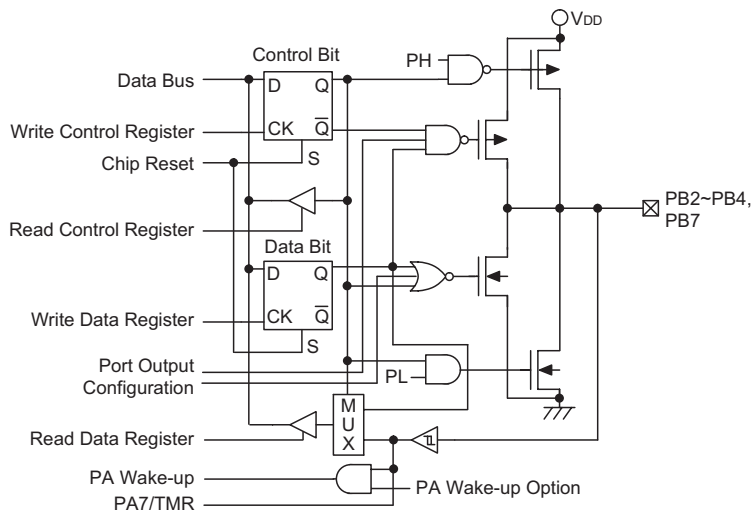 VDD
Control Bit
PH
Data Bus
D Q
Write Control Register
CK Q
Chip Reset
S
PB2~PB4,
PB7
Read Control Register
Data Bit
D Q
Write Data Register
CK Q
S
Port Output
Configuration
PL
M
U
X
Read Data Register
PA Wake-up
PA Wake-up Option
PA7/TMR